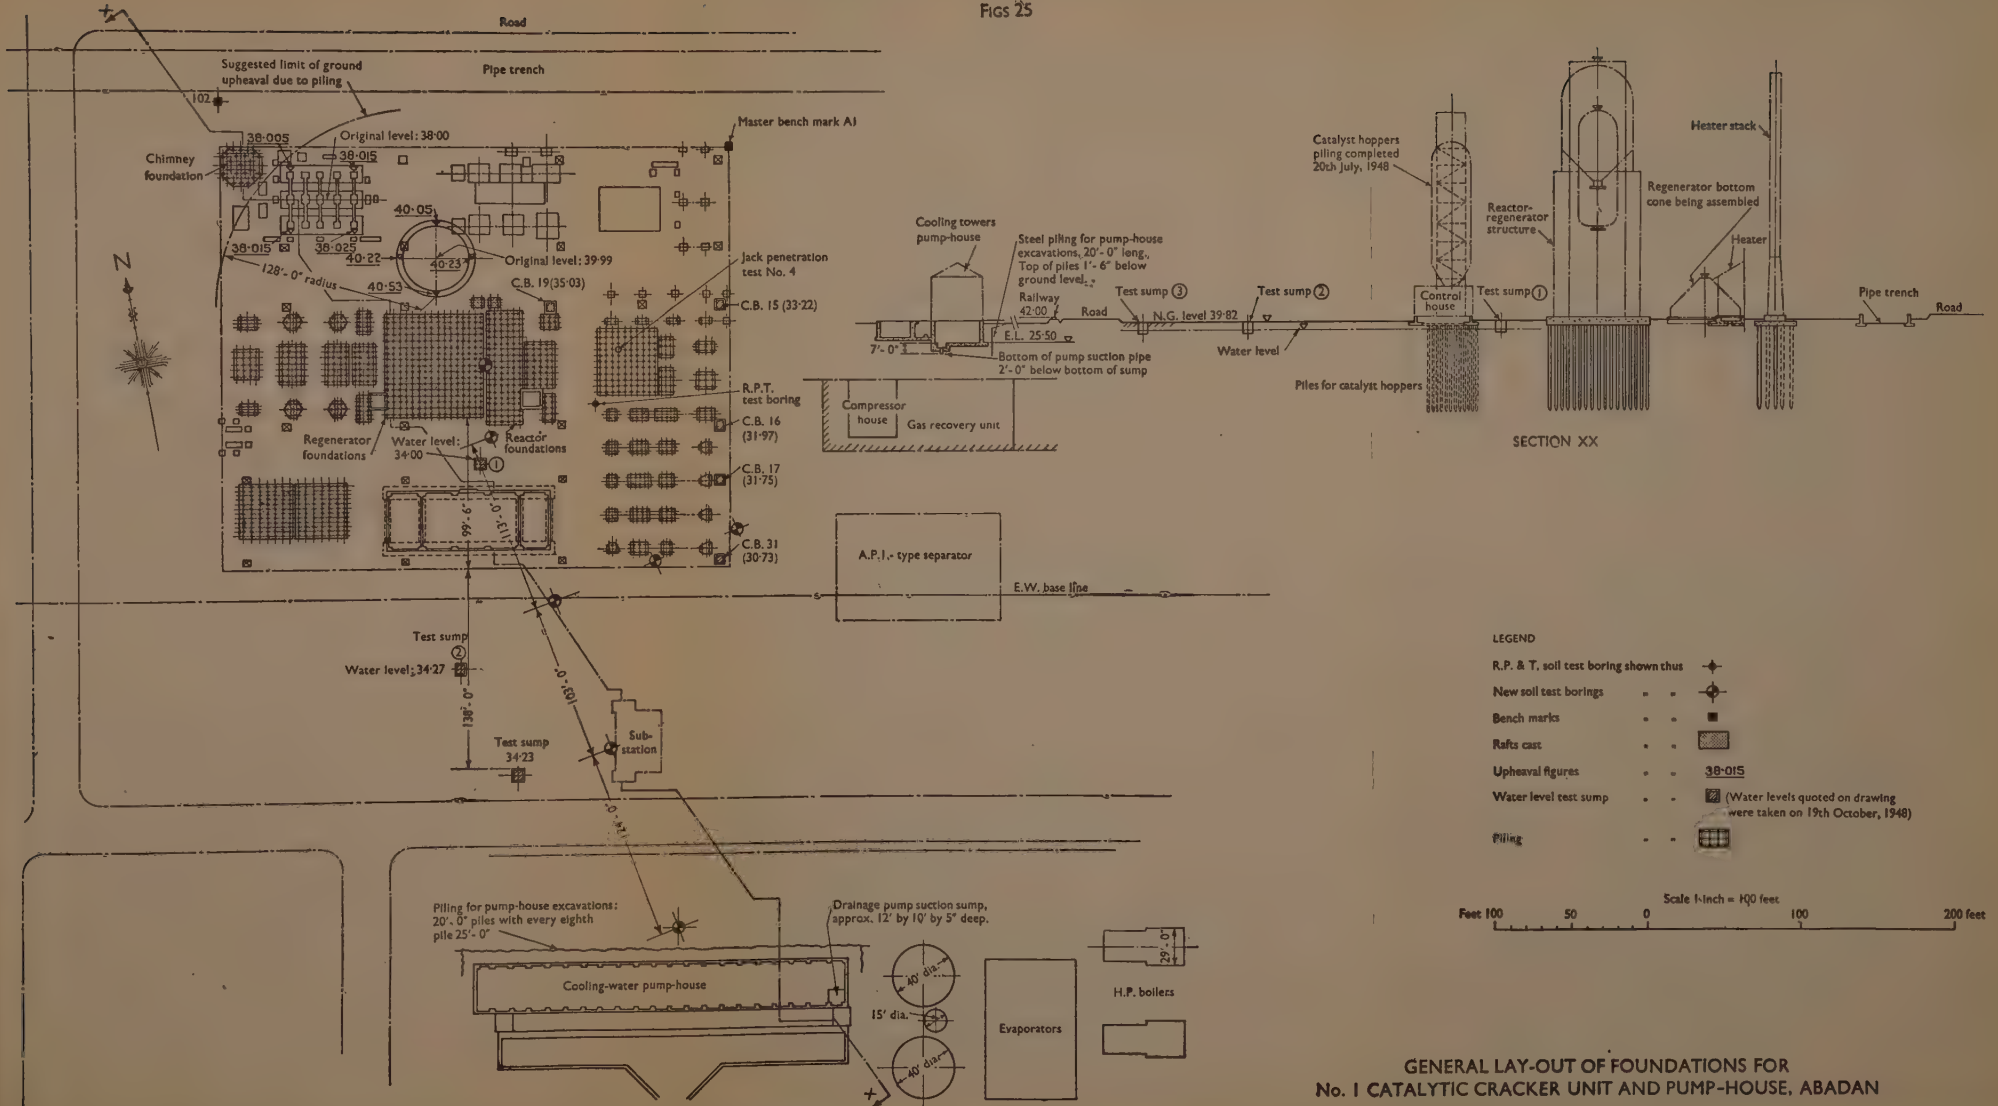 FIGS 25
Road
Pipe trench
Suggested limit of ground
upheaval due to piling
102
38·005
Original level: 38·00
38·015
Master bench mark A1
Chimney
foundation
40·05
38·015
38·025
40·22
40·23
Original level: 39·99
40·53
128'- 0" radius
C.B. 19 (35·03)
Jack penetration
test No. 4
C.B. 15 (33·22)
N
R.P.T.
test boring
C.B. 16
(31·97)
Regenerator
foundations
Water level:
34·00
Reactor
foundations
1
C.B. 17
(31·75)
99'- 6"
113'- 0"
C.B. 31
(30·73)
E.W. base line
Test sump
2
Water level: 34·27
138'- 0"
103'- 0"
Test sump
34·23
Sub-
station
124'- 0"
Piling for pump-house excavations:
20'- 0" piles with every eighth
pile 25'- 0"
Drainage pump suction sump,
approx. 12' by 10' by 5" deep.
Cooling-water pump-house
40' dia.
15' dia.
40' dia.
Evaporators
29'- 0"
H.P. boilers
X
X
Cooling towers
pump-house
Steel piling for pump-house
excavations, 20'- 0" long.
Top of piles 1'- 6" below
ground level.
Railway
42·00
Road
Test sump 3
N.G. level 39·82
Test sump 2
Water level
E.L. 25·50
7'- 0"
Bottom of pump suction pipe
2'- 0" below bottom of sump
Compressor
house
Gas recovery unit
A.P.I.- type separator
Catalyst hoppers
piling completed
20th July, 1948
Control
house
Test sump 1
Piles for catalyst hoppers
Reactor-
regenerator
structure
Regenerator bottom
cone being assembled
Heater
Heater stack
Pipe trench
Road
SECTION XX
LEGEND
R.P. & T. soil test boring shown thus
New soil test borings " "
Bench marks " "
Rafts cast " "
Upheaval figures " " 38·015
Water level test sump " " (Water levels quoted on drawing
were taken on 19th October, 1948)
Piling " "
Scale 1-inch = 100 feet
Feet 100 50 0 100 200 feet
GENERAL LAY-OUT OF FOUNDATIONS FOR
No. 1 CATALYTIC CRACKER UNIT AND PUMP-HOUSE, ABADAN